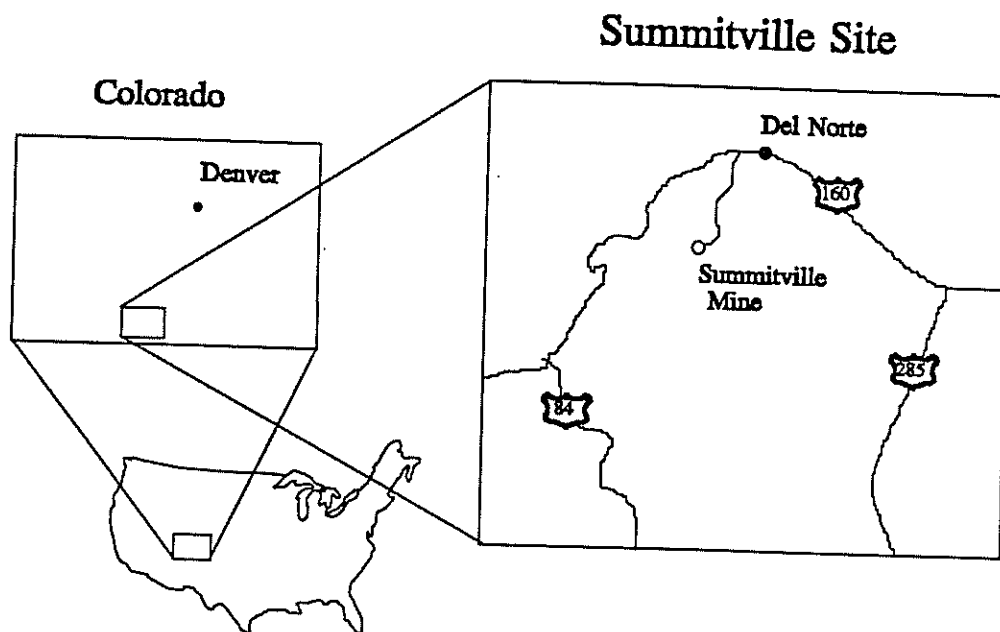 Summitville Site
Colorado
Denver
Del Norte
160
Summitville
Mine
285
84